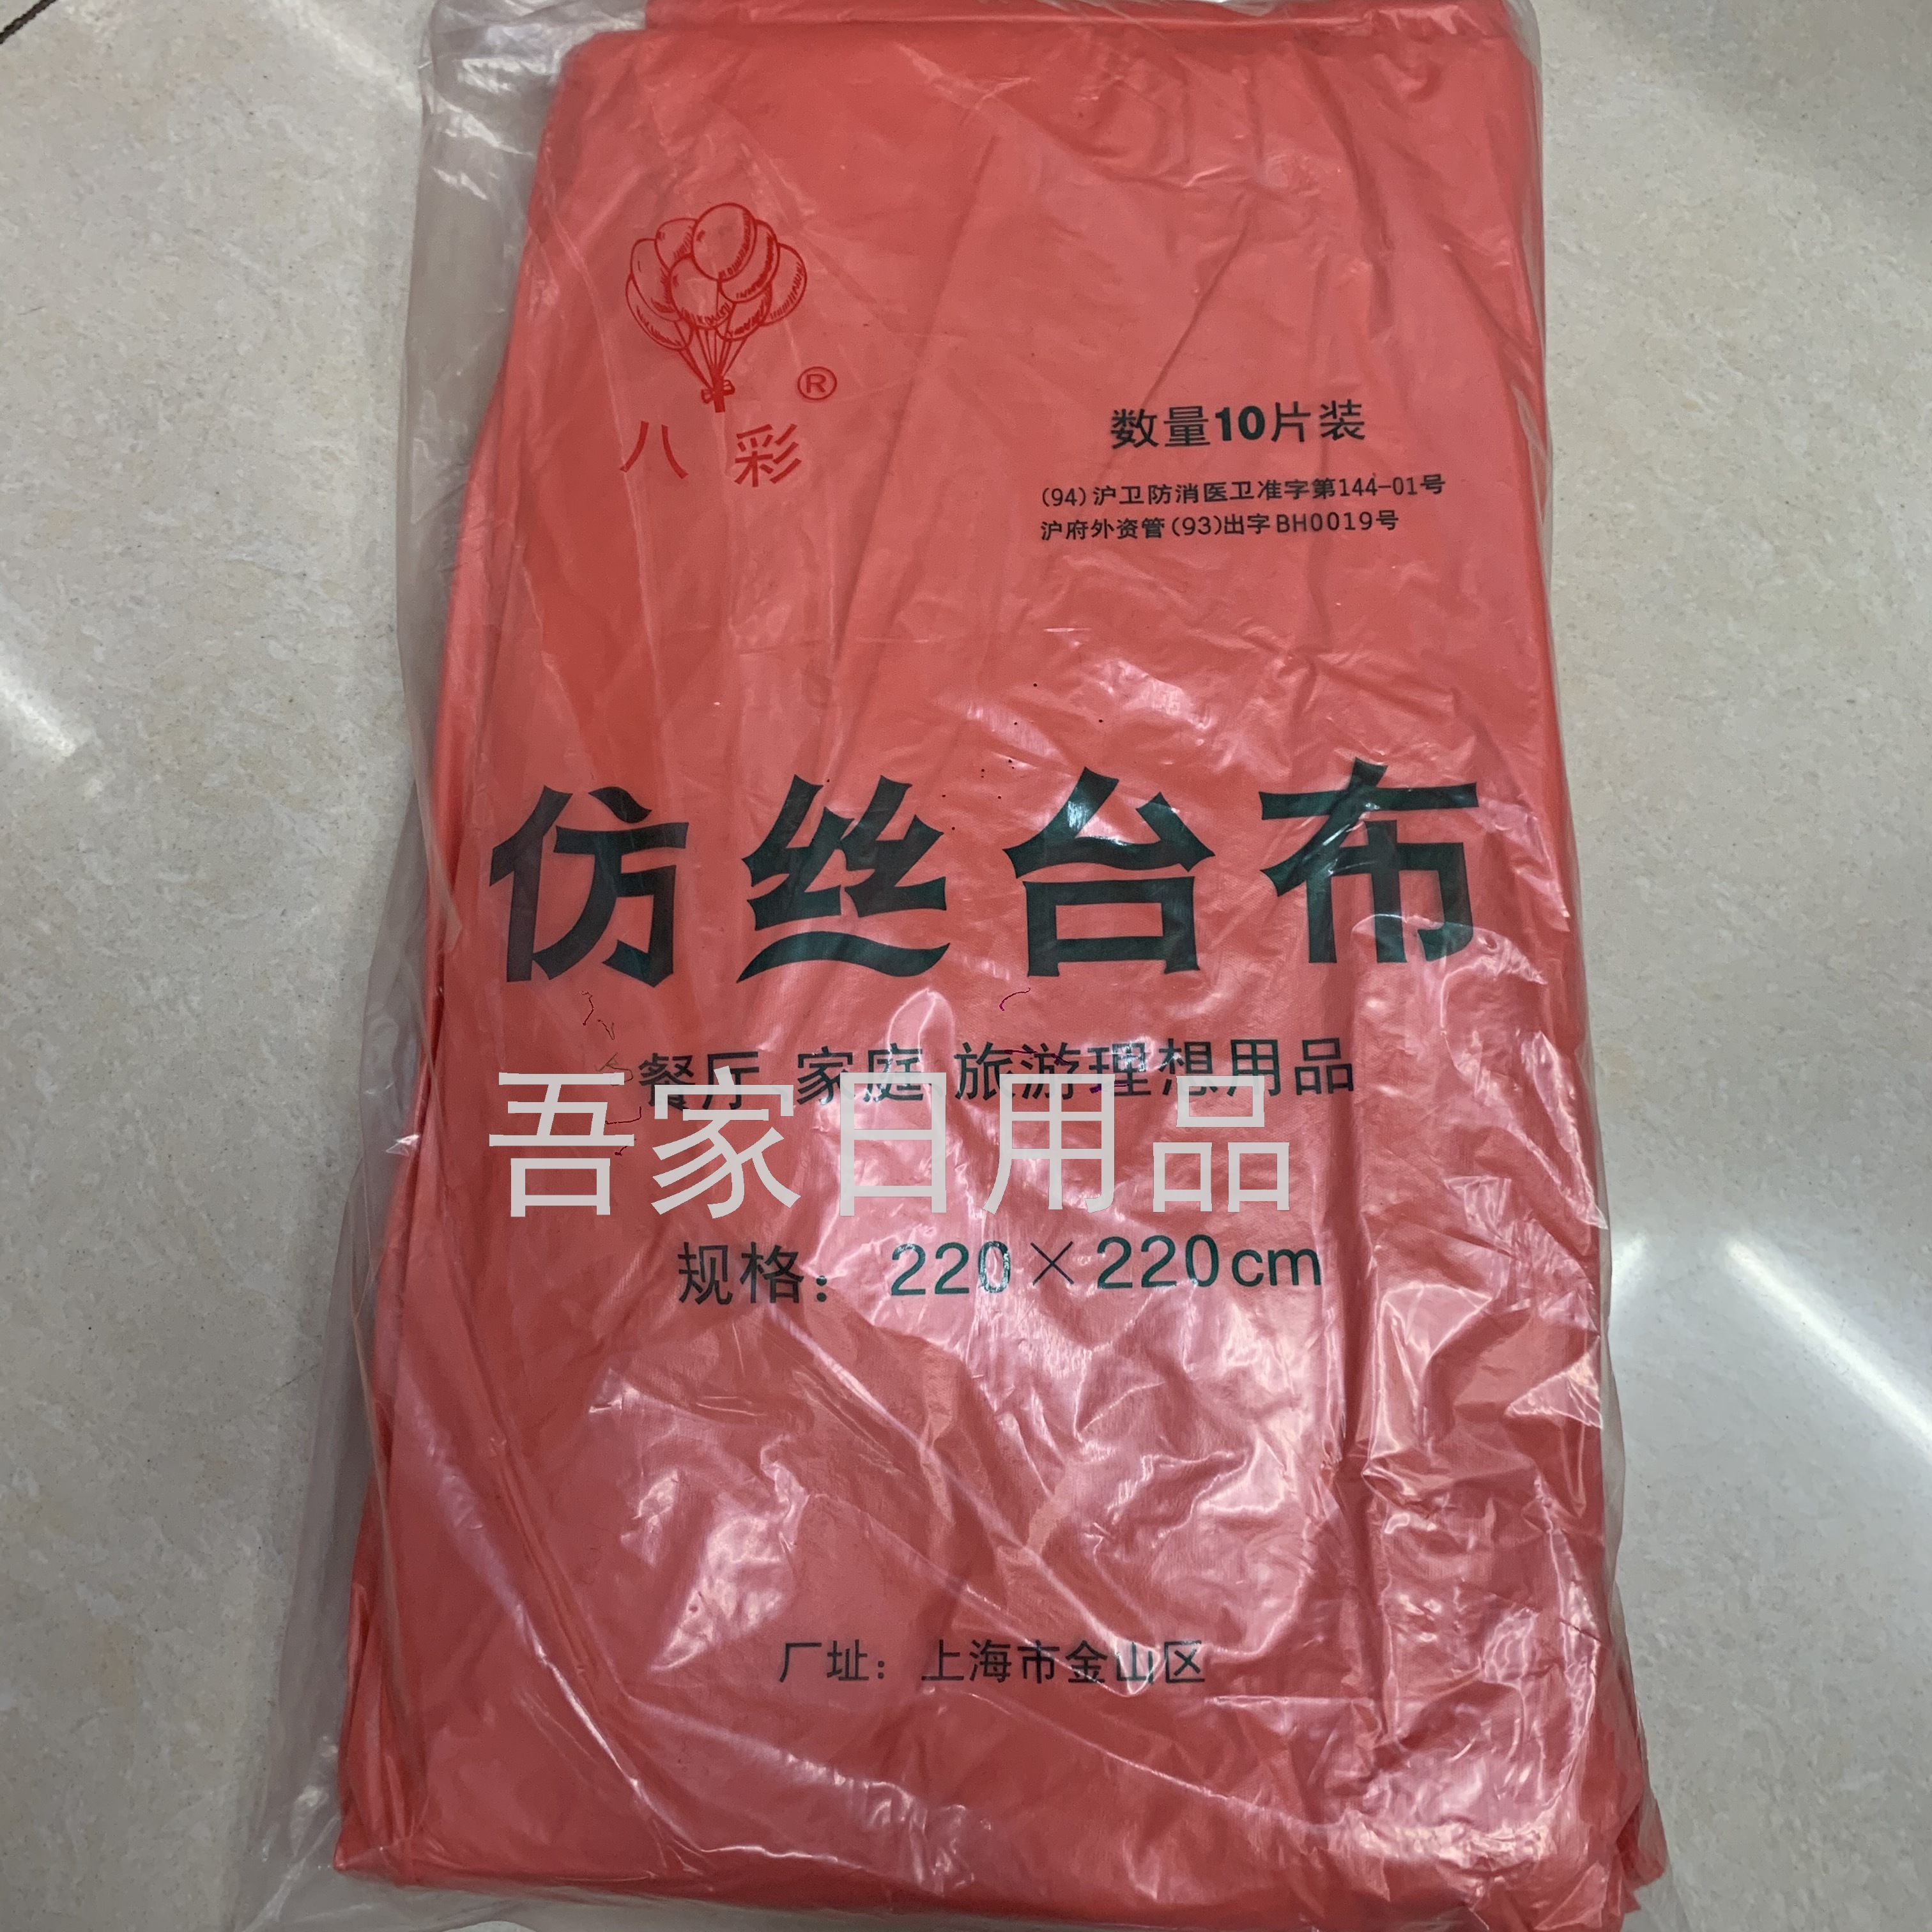 ®
八彩
数量10片装
(94)沪卫防消医卫准字第144-01号
沪府外资管(93)出字BH0019号
仿丝台布
餐厅 家庭 旅游理想用品
吾家日用品
规格：220×220cm
厂址：上海市金山区